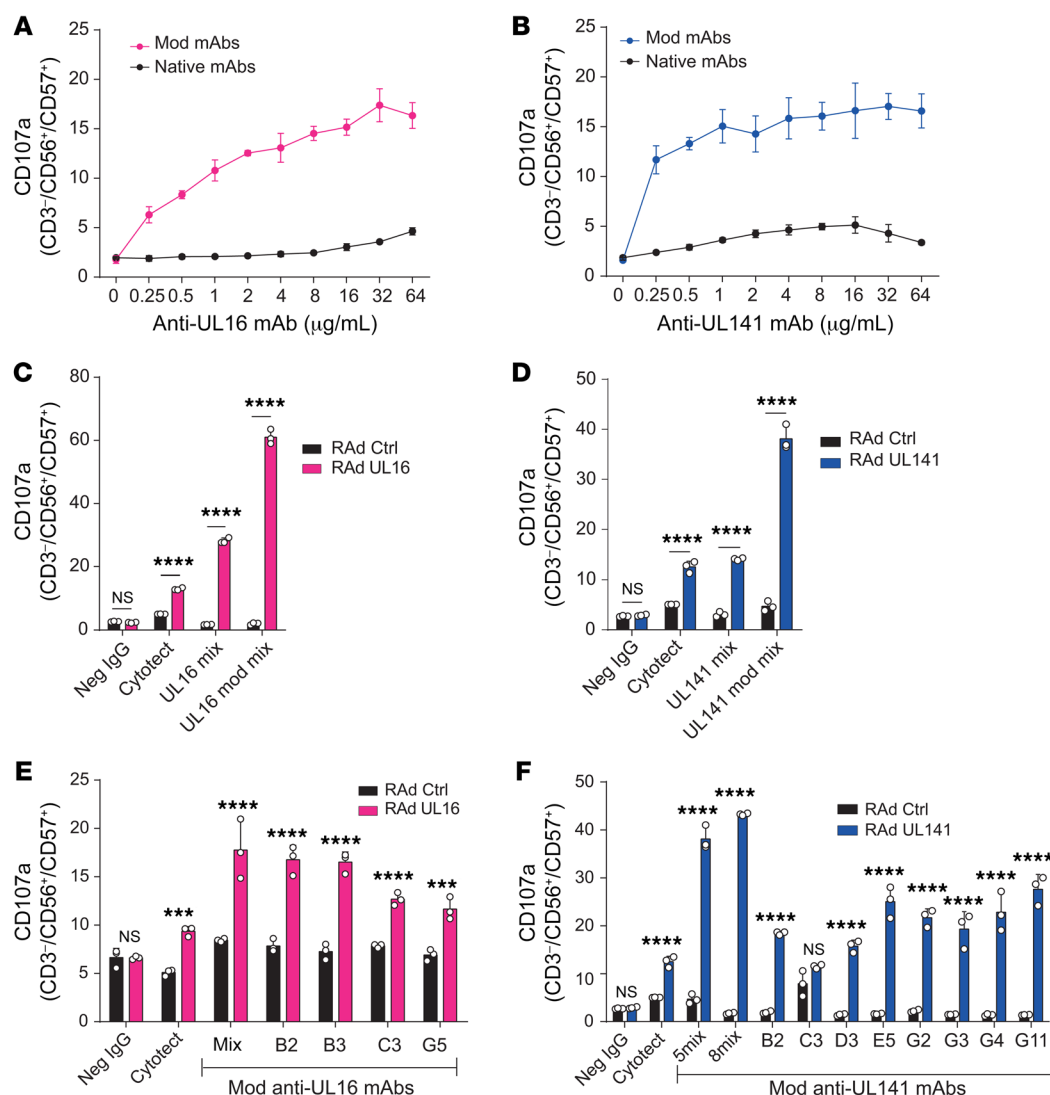 A
Mod mAbs
Native mAbs
CD107a
(CD3⁻/CD56⁺/CD57⁺)
25
20
15
10
5
0
0 0.25 0.5 1 2 4 8 16 32 64
Anti-UL16 mAb (μg/mL)
B
Mod mAbs
Native mAbs
CD107a
(CD3⁻/CD56⁺/CD57⁺)
25
20
15
10
5
0
0 0.25 0.5 1 2 4 8 16 32 64
Anti-UL141 mAb (μg/mL)
C
CD107a
(CD3⁻/CD56⁺/CD57⁺)
80
60
40
20
0
NS
****
****
****
RAd Ctrl
RAd UL16
Neg IgG
Cytotect
UL16 mix
UL16 mod mix
D
CD107a
(CD3⁻/CD56⁺/CD57⁺)
50
40
30
20
10
0
NS
****
****
****
RAd Ctrl
RAd UL141
Neg IgG
Cytotect
UL141 mix
UL141 mod mix
E
CD107a
(CD3⁻/CD56⁺/CD57⁺)
25
20
15
10
5
0
RAd Ctrl
RAd UL16
NS
***
****
****
****
****
***
Neg IgG
Cytotect
Mix
B2
B3
C3
G5
Mod anti-UL16 mAbs
F
CD107a
(CD3⁻/CD56⁺/CD57⁺)
50
40
30
20
10
0
RAd Ctrl
RAd UL141
NS
****
****
****
****
NS
****
****
****
****
****
****
Neg IgG
Cytotect
5mix
8mix
B2
C3
D3
E5
G2
G3
G4
G11
Mod anti-UL141 mAbs